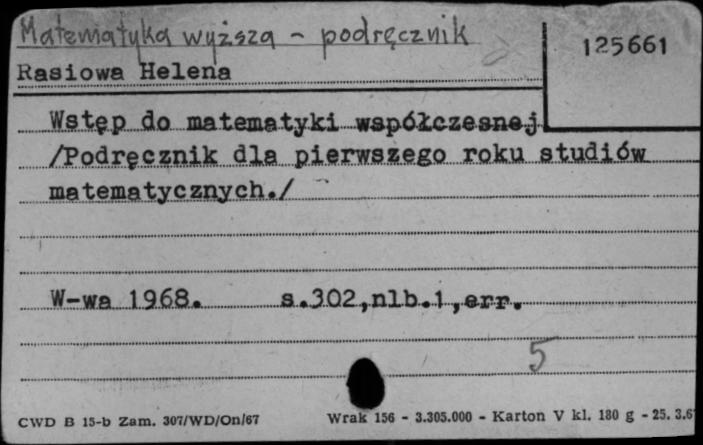 Matematyka wyższa - podręcznik
125661
Rasiowa Helena
Wstęp do matematyki współczesnej
/Podręcznik dla pierwszego roku studiów
matematycznych./
W-wa 1968. s.302,nlb.1,err.
5
CWD B 15-b Zam. 307/WD/On/67 Wrak 156 - 3.305.000 - Karton V kl. 180 g - 25. 3.6